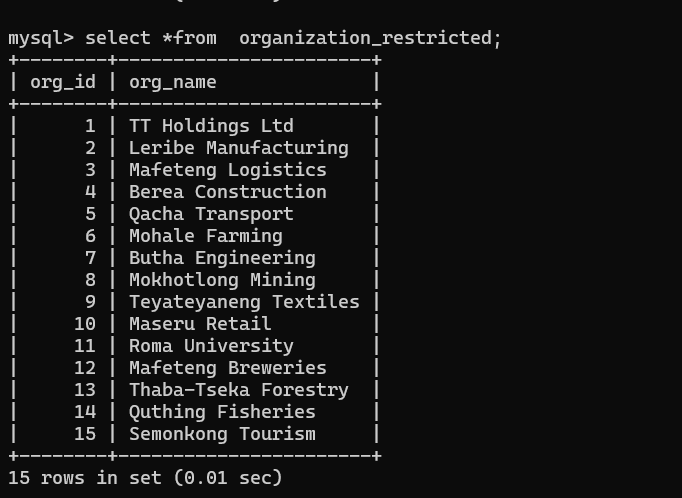 mysql> select *from  organization_restricted;
+--------+-----------------------+
| org_id | org_name              |
+--------+-----------------------+
|      1 | TT Holdings Ltd       |
|      2 | Leribe Manufacturing  |
|      3 | Mafeteng Logistics    |
|      4 | Berea Construction    |
|      5 | Qacha Transport       |
|      6 | Mohale Farming        |
|      7 | Butha Engineering     |
|      8 | Mokhotlong Mining     |
|      9 | Teyateyaneng Textiles |
|     10 | Maseru Retail         |
|     11 | Roma University       |
|     12 | Mafeteng Breweries    |
|     13 | Thaba-Tseka Forestry  |
|     14 | Quthing Fisheries     |
|     15 | Semonkong Tourism     |
+--------+-----------------------+
15 rows in set (0.01 sec)